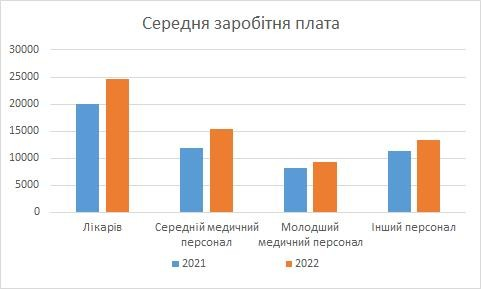 Середня заробітня плата
30000
25000
20000
15000
10000
5000
0
Лікарів
Середній медичний персонал
Молодший медичний персонал
Інший персонал
2021
2022